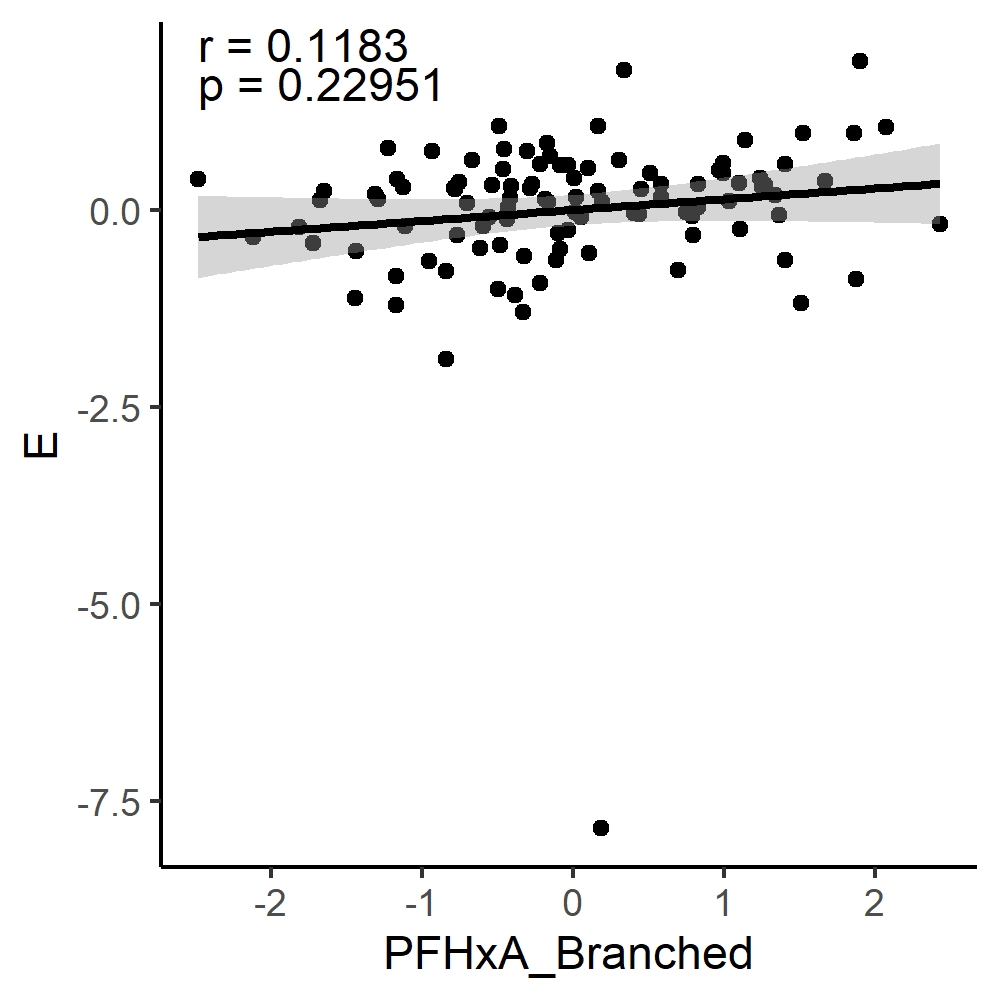 r = 0.1183
p = 0.22951
0.0
-2.5
-5.0
-7.5
E
-2 -1 0 1 2
PFHxA_Branched